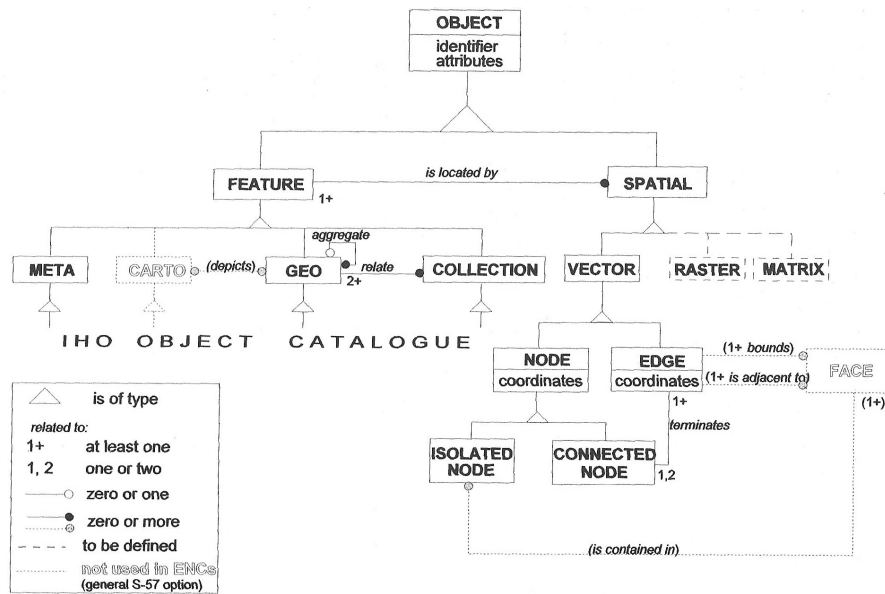 OBJECT
identifier
attributes
is located by
FEATURE
SPATIAL
1+
aggregate
META
CARTO
(depicts)
GEO
relate
COLLECTION
VECTOR
RASTER
MATRIX
2+
IHO OBJECT CATALOGUE
NODE
coordinates
EDGE
coordinates
(1+ bounds)
(1+ is adjacent to)
FACE
1+
(1+)
terminates
ISOLATED
NODE
CONNECTED
NODE
1,2
(is contained in)
is of type
related to:
1+ at least one
1, 2 one or two
zero or one
zero or more
to be defined
not used in ENCs
(general S-57 option)